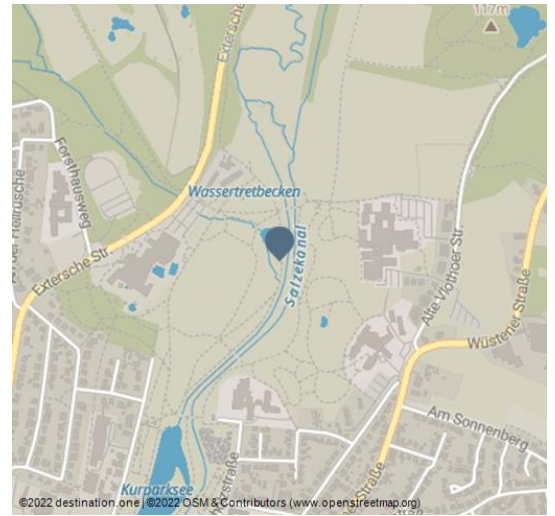 117m
Extersche
Forsthausweg
Wassertretbecken
Salzekanal
Extersche Str
Alte Vlothoer Str
Wüstener Straße
Am Sonnenberg
Kurparksee
©2022 destination.one | ©2022 OSM & Contributors (www.openstreetmap.org)